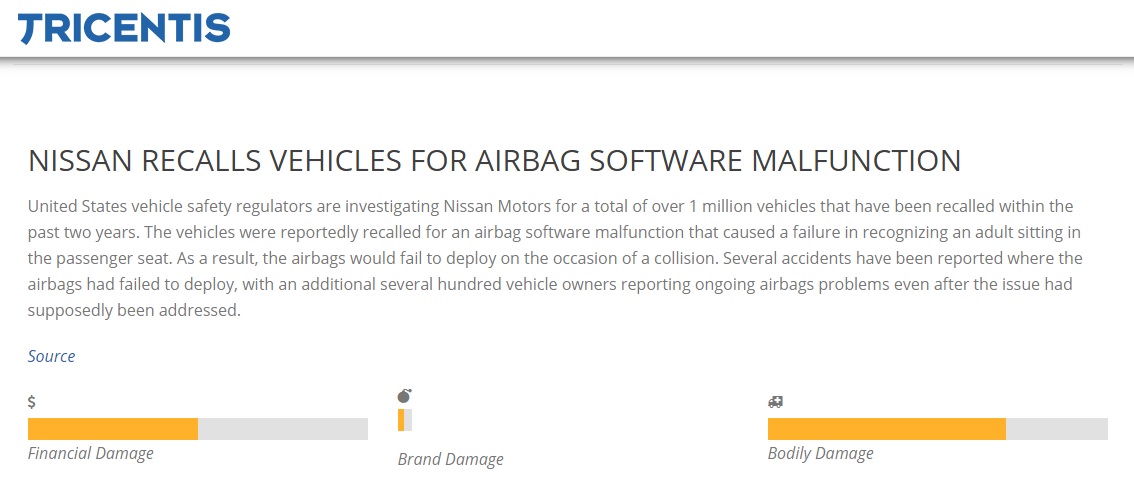 TRICENTIS
NISSAN RECALLS VEHICLES FOR AIRBAG SOFTWARE MALFUNCTION
United States vehicle safety regulators are investigating Nissan Motors for a total of over 1 million vehicles that have been recalled within the
past two years. The vehicles were reportedly recalled for an airbag software malfunction that caused a failure in recognizing an adult sitting in
the passenger seat. As a result, the airbags would fail to deploy on the occasion of a collision. Several accidents have been reported where the
airbags had failed to deploy, with an additional several hundred vehicle owners reporting ongoing airbags problems even after the issue had
supposedly been addressed.
Source
$
Financial Damage
Brand Damage
Bodily Damage